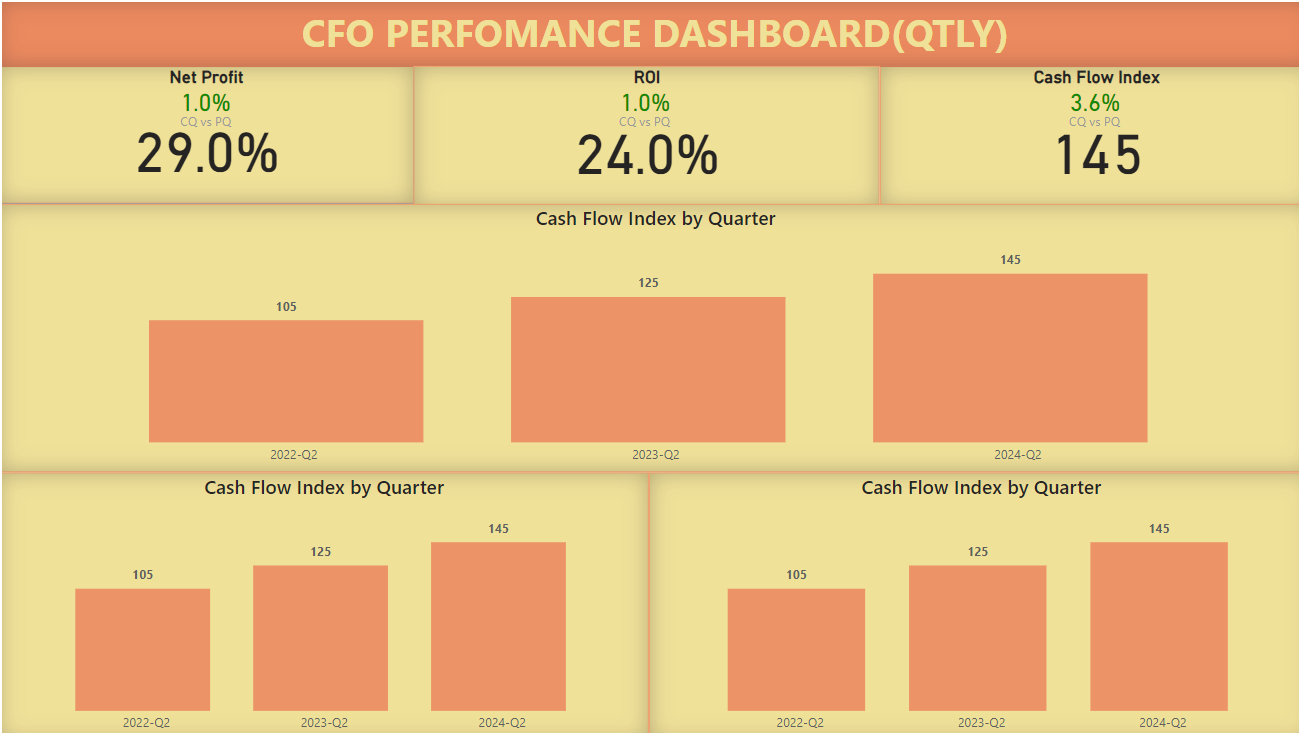 CFO PERFOMANCE DASHBOARD(QTLY)
Net Profit
1.0%
CQ vs PQ
29.0%
ROI
1.0%
CQ vs PQ
24.0%
Cash Flow Index
3.6%
CQ vs PQ
145
Cash Flow Index by Quarter
105
125
145
2022-Q2
2023-Q2
2024-Q2
Cash Flow Index by Quarter
105
125
145
2022-Q2
2023-Q2
2024-Q2
Cash Flow Index by Quarter
105
125
145
2022-Q2
2023-Q2
2024-Q2